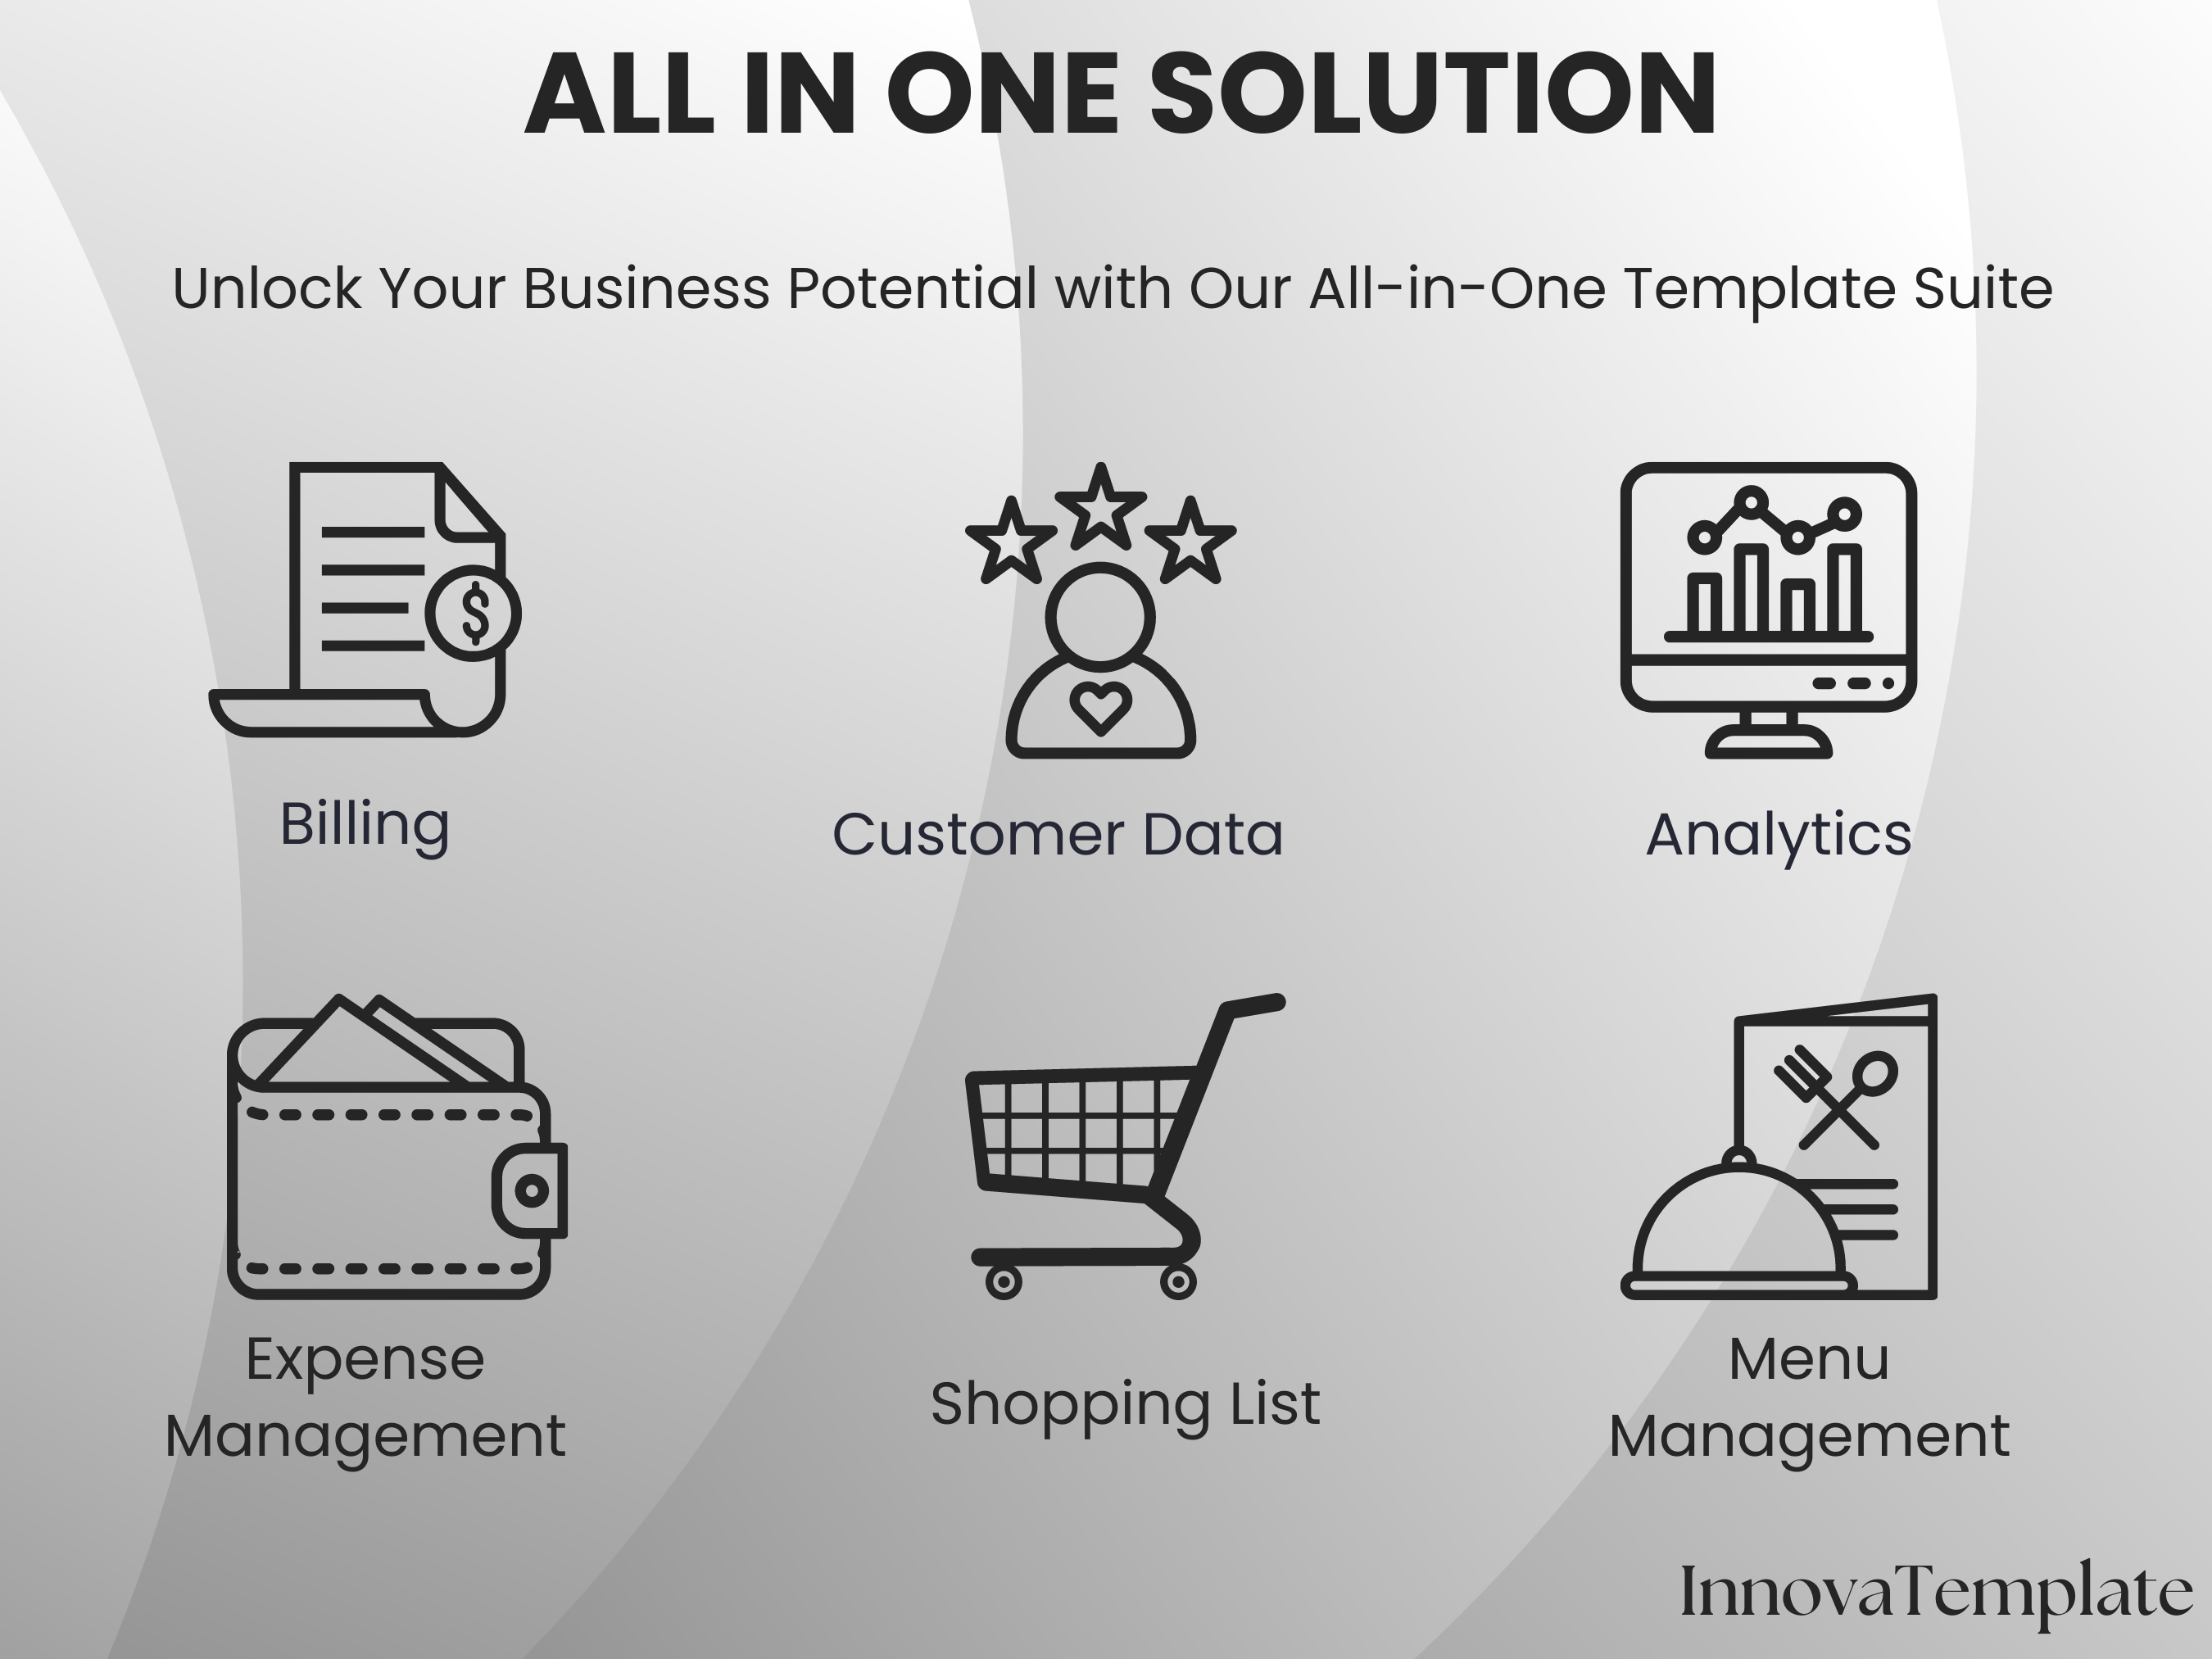 ALL IN ONE SOLUTION
Unlock Your Business Potential with Our All-in-One Template Suite
$
Billing
Customer Data
Analytics
Expense
Management
Shopping List
Menu
Management
InnovaTemplate